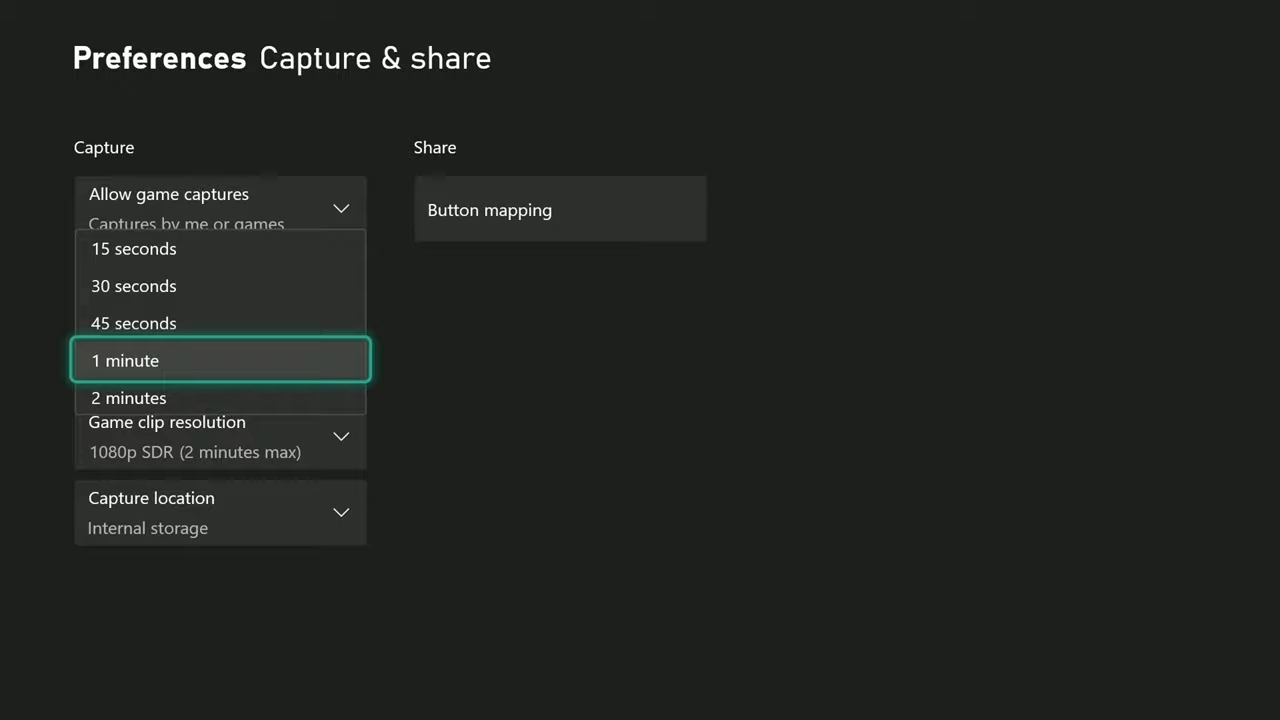 Preferences Capture & share
Capture
Allow game captures
Captures by me or games
15 seconds
30 seconds
45 seconds
1 minute
2 minutes
Game clip resolution
1080p SDR (2 minutes max)
Capture location
Internal storage
Share
Button mapping